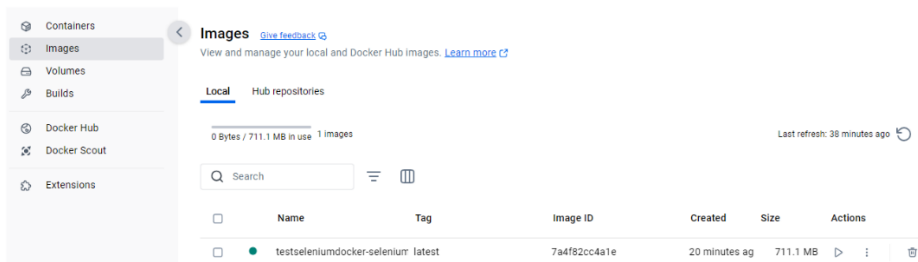 Containers
Images
Volumes
Builds
Docker Hub
Docker Scout
Extensions
Images Give feedback
View and manage your local and Docker Hub images. Learn more
Local Hub repositories
0 Bytes / 711.1 MB in use 1 images Last refresh: 38 minutes ago
Search
Name Tag Image ID Created Size Actions
testseleniumdocker-selenium latest 7a4f82cc4a1e 20 minutes ag 711.1 MB